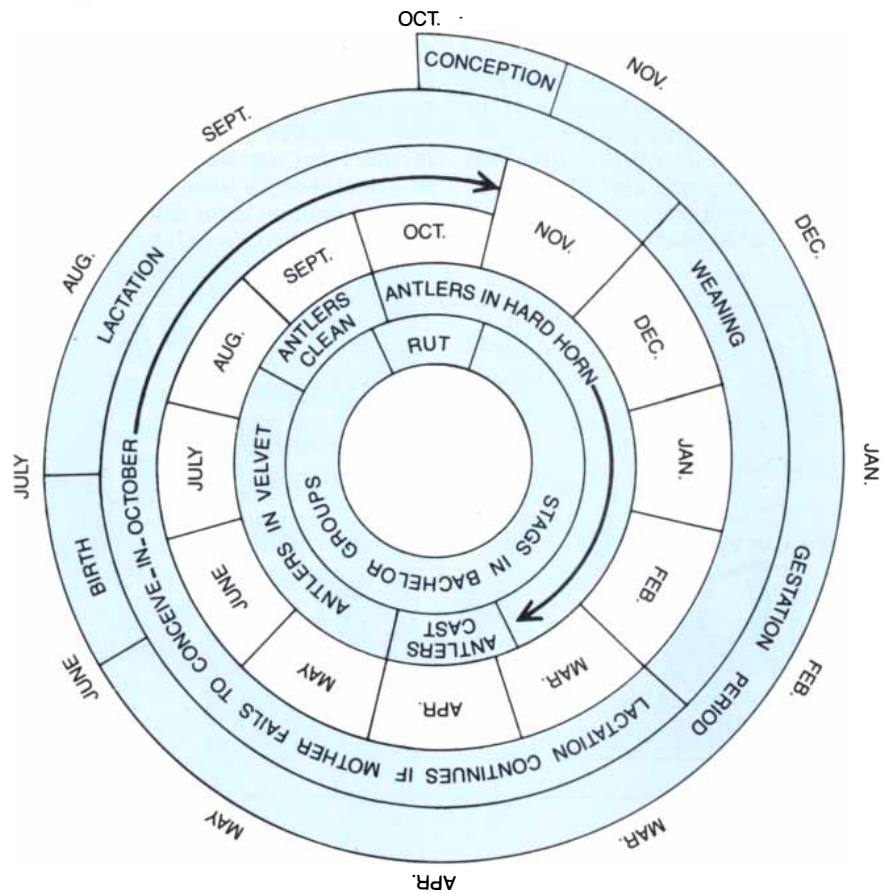 OCT.
NOV.
DEC.
JAN.
FEB.
MAR.
APR.
MAY
JUNE
JULY
AUG.
SEPT.
CONCEPTION
GESTATION PERIOD
BIRTH
LACTATION
WEANING
LACTATION CONTINUES IF MOTHER FAILS TO CONCEIVE-IN-OCTOBER
OCT.
NOV.
DEC.
JAN.
FEB.
MAR.
APR.
MAY
JUNE
JULY
AUG.
SEPT.
ANTLERS IN HARD HORN
ANTLERS
CAST
ANTLERS IN VELVET
ANTLERS
CLEAN
RUT
STAGS IN BACHELOR GROUPS